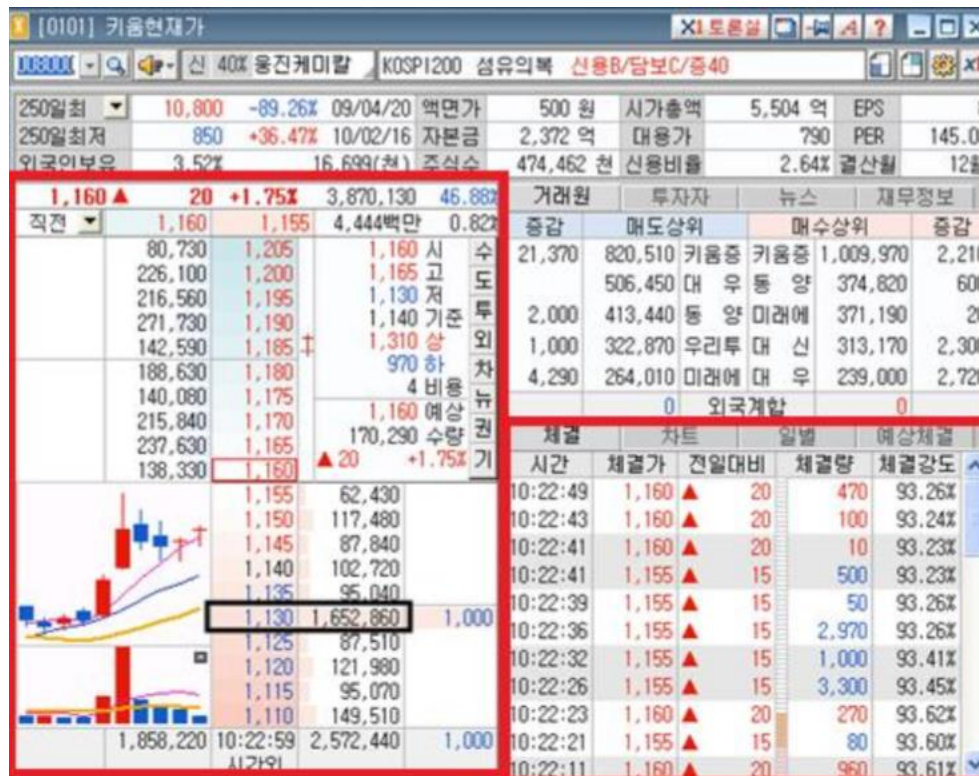 [0101] 키움현재가 X1 토론실 A ?
신 40% 웅진케미칼 KOSPI200 섬유의복 신용B/담보C/증40
250일최 10,800 -89.26% 09/04/20 액면가 500 원 시가총액 5,504 억 EPS
250일최저 850 +36.47% 10/02/16 자본금 2,372 억 대용가 790 PER 145.0
외국인보유 3.52% 16,699(천) 주식수 474,462 천 신용비율 2.64% 결산월 12월
1,160 ▲ 20 +1.75% 3,870,130 46.88% 거래원 투자자 뉴스 재무정보
직전 1,160 1,155 4,444백만 0.82% 증감 매도상위 매수상위 증감
80,730 1,205 1,160 시 수 21,370 820,510 키움증 키움증 1,009,970 2,210
226,100 1,200 1,165 고 도 506,450 대 우 동 양 374,820 600
216,560 1,195 1,130 저 투 2,000 413,440 동 양 미래에 371,190 20
271,730 1,190 1,140 기준 외 1,000 322,870 우리투 대 신 313,170 2,300
142,590 1,185 1,310 상 차 4,290 264,010 미래에 대 우 239,000 2,720
188,630 1,180 970 하 뉴 0 외국계합 0
140,080 1,175 4 비용 권
215,840 1,170 1,160 예상 기
237,630 1,165 170,290 수량
138,330 1,160 ▲ 20 +1.75%
체결 차트 일별 예상체결
시간 체결가 전일대비 체결량 체결강도
1,155 62,430 10:22:49 1,160 ▲ 20 470 93.26%
1,150 117,480 10:22:43 1,160 ▲ 20 100 93.24%
1,145 87,840 10:22:41 1,160 ▲ 20 10 93.23%
1,140 102,720 10:22:41 1,155 ▲ 15 500 93.23%
1,135 95,040 10:22:39 1,155 ▲ 15 50 93.26%
1,130 1,652,860 1,000 10:22:36 1,155 ▲ 15 2,970 93.26%
1,125 87,510 10:22:32 1,155 ▲ 15 1,000 93.41%
1,120 121,980 10:22:26 1,155 ▲ 15 3,300 93.45%
1,115 95,070 10:22:23 1,160 ▲ 20 270 93.62%
1,110 149,510 10:22:21 1,155 ▲ 15 80 93.60%
1,858,220 10:22:59 2,572,440 1,000 10:22:11 1,160 ▲ 20 960 93.61%
시간외